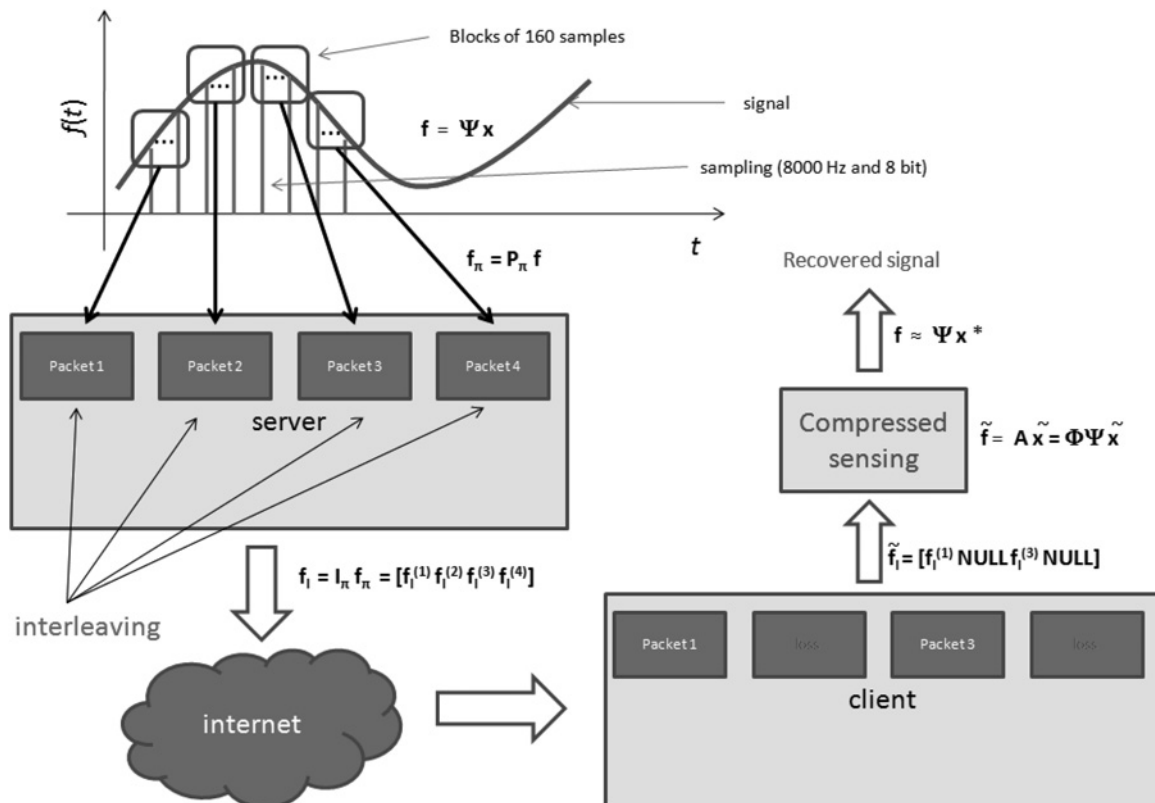 Blocks of 160 samples
...
...
...
...
f(t)
signal
f = Ψx
sampling (8000 Hz and 8 bit)
t
f_π = P_π f
Packet 1
Packet 2
Packet 3
Packet 4
server
interleaving
f_I = I_π f_π = [f_I^(1) f_I^(2) f_I^(3) f_I^(4)]
internet
Recovered signal
f ≈ Ψx*
Compressed
sensing
f̃ = A x̃ = ΦΨx̃
f̃_I = [f_I^(1) NULL f_I^(3) NULL]
Packet 1
loss
Packet 3
loss
client